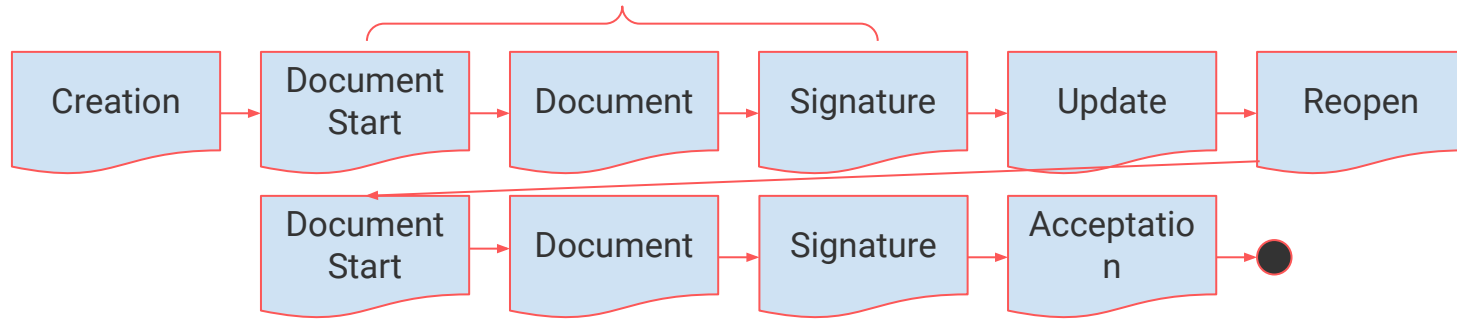 Creation
Document
Start
Document
Signature
Update
Reopen
Document
Start
Document
Signature
Acceptatio
n